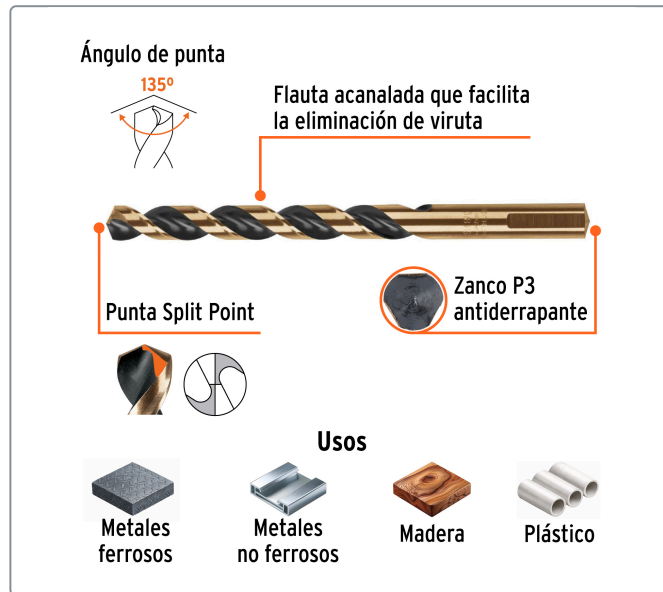 Ángulo de punta
135º
Flauta acanalada que facilita
la eliminación de viruta
Punta Split Point
Zanco P3
antiderrapante
Usos
Metales
ferrosos
Metales
no ferrosos
Madera
Plástico